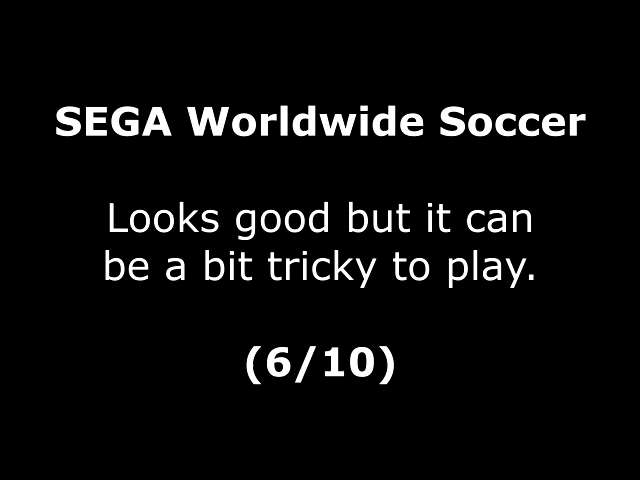 SEGA Worldwide Soccer
Looks good but it can
be a bit tricky to play.
(6/10)